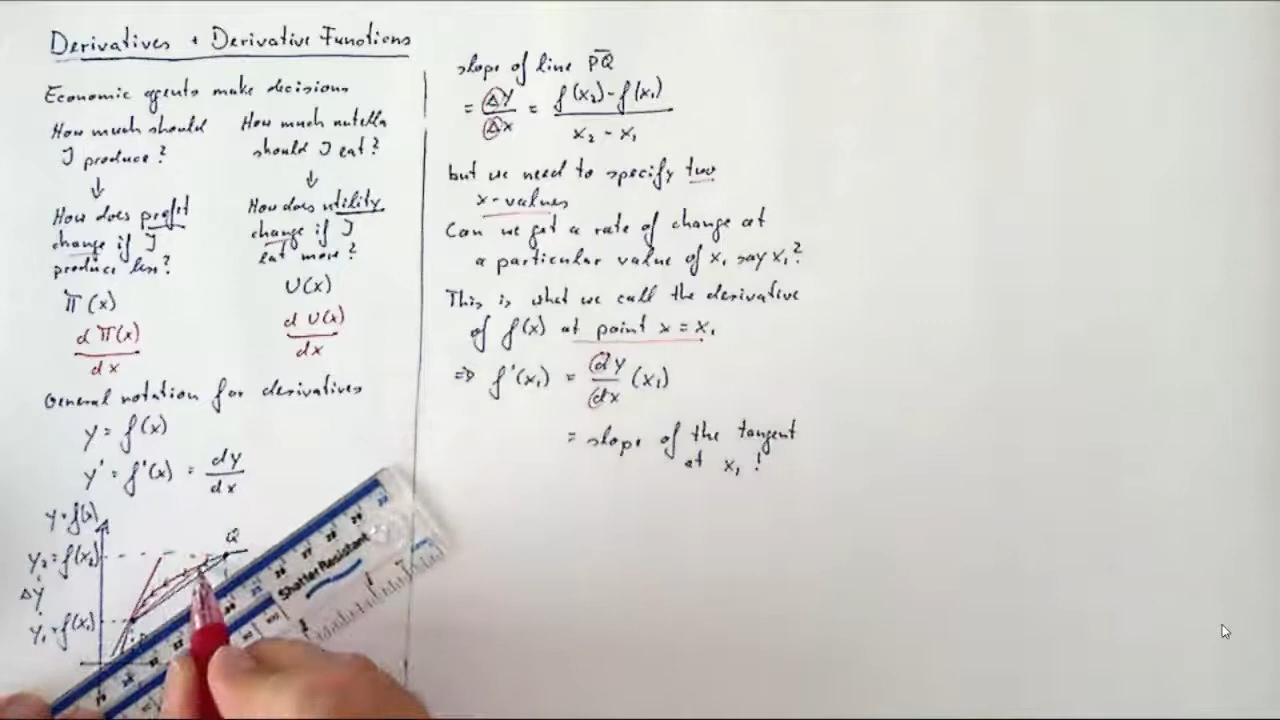 Derivatives + Derivative Functions
Economic agents make decisions
How much should
I produce?
↓
How does profit
change if I
produce less?
π(x)
d π(x)
dx
How much nutella
should I eat?
↓
How does utility
change if I
eat more?
U(x)
d U(x)
dx
General notation for derivatives
y = f(x)
y' = f'(x) = dy
dx
y=f(x)
Q
y₂=f(x₂)
Δy
y₁=f(x₁)
ShatterResistant
slope of line PQ
= Δy/Δx = f(x₂)-f(x₁)
x₂ - x₁
but we need to specify two
x-values
Can we get a rate of change at
a particular value of x, say x₁?
This is what we call the derivative
of f(x) at point x = x₁
⇒ f'(x₁) = dy/dx (x₁)
= slope of the tangent
at x₁ !